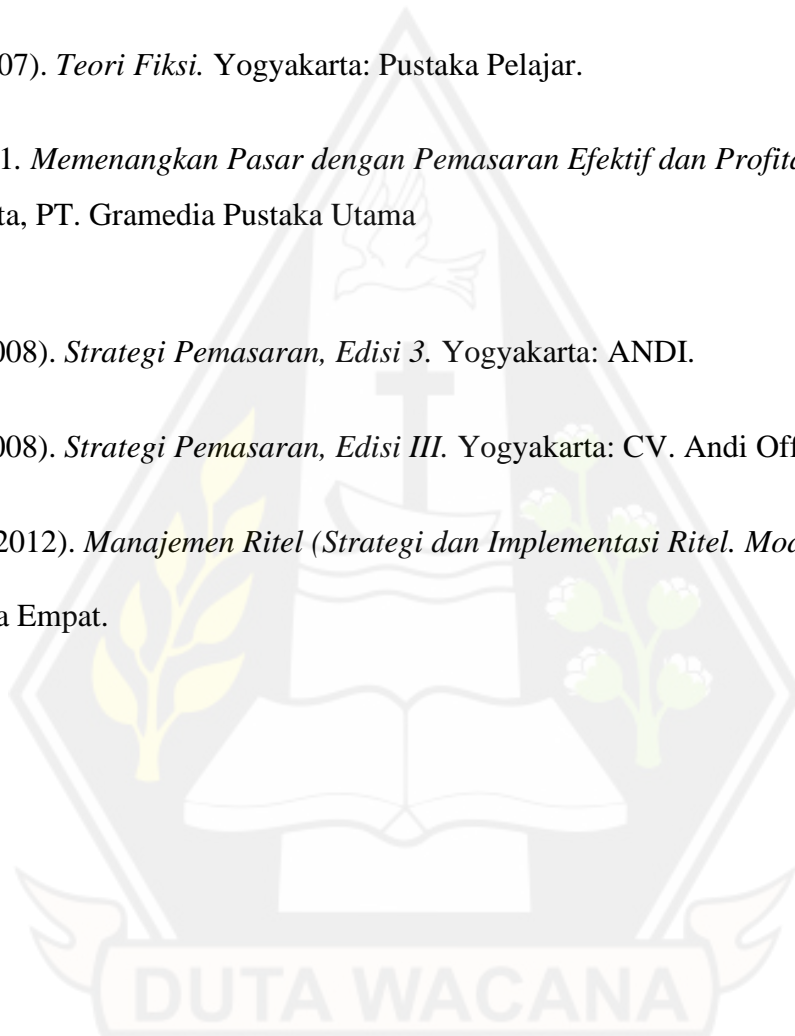 07). Teori Fiksi. Yogyakarta: Pustaka Pelajar.
1. Memenangkan Pasar dengan Pemasaran Efektif dan Profita
ta, PT. Gramedia Pustaka Utama
008). Strategi Pemasaran, Edisi 3. Yogyakarta: ANDI.
008). Strategi Pemasaran, Edisi III. Yogyakarta: CV. Andi Off
2012). Manajemen Ritel (Strategi dan Implementasi Ritel. Mod
a Empat.
DUTA WACANA